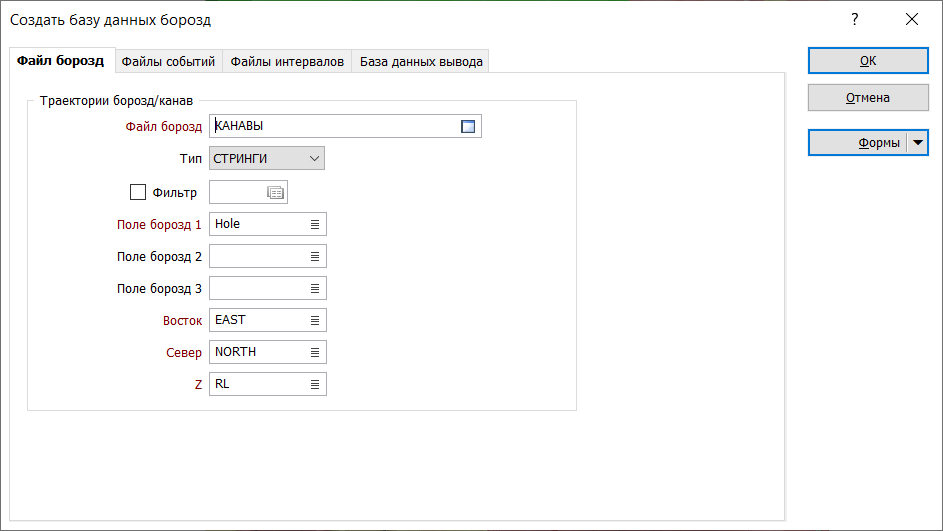 Создать базу данных борозд
?
Файл борозд
Файлы событий
Файлы интервалов
База данных вывода
OK
Отмена
Формы
Траектории борозд/канав
Файл борозд КАНАВЫ
Тип СТРИНГИ
Фильтр
Поле борозд 1 Hole
Поле борозд 2
Поле борозд 3
Восток EAST
Север NORTH
Z RL